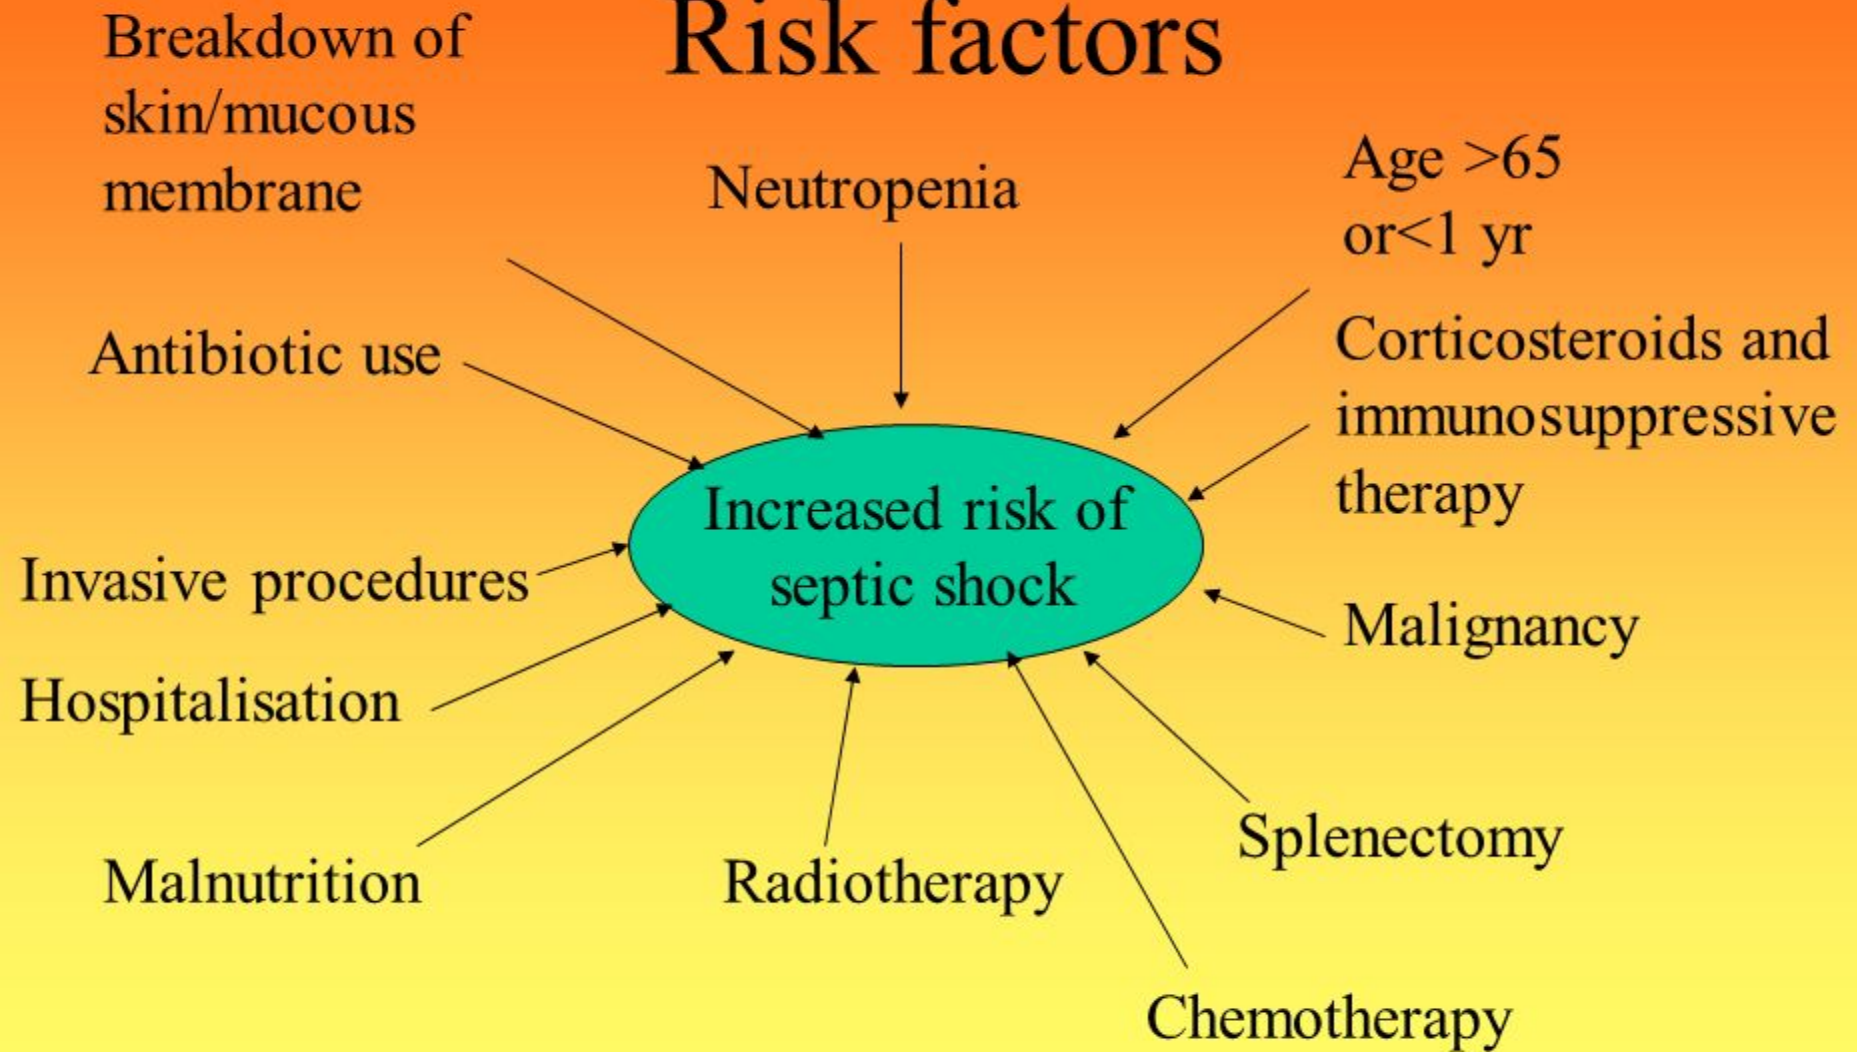 Risk factors
Breakdown of
skin/mucous
membrane
Neutropenia
Age >65
or<1 yr
Antibiotic use
Corticosteroids and
immunosuppressive
therapy
Increased risk of
septic shock
Invasive procedures
Malignancy
Hospitalisation
Splenectomy
Malnutrition
Radiotherapy
Chemotherapy